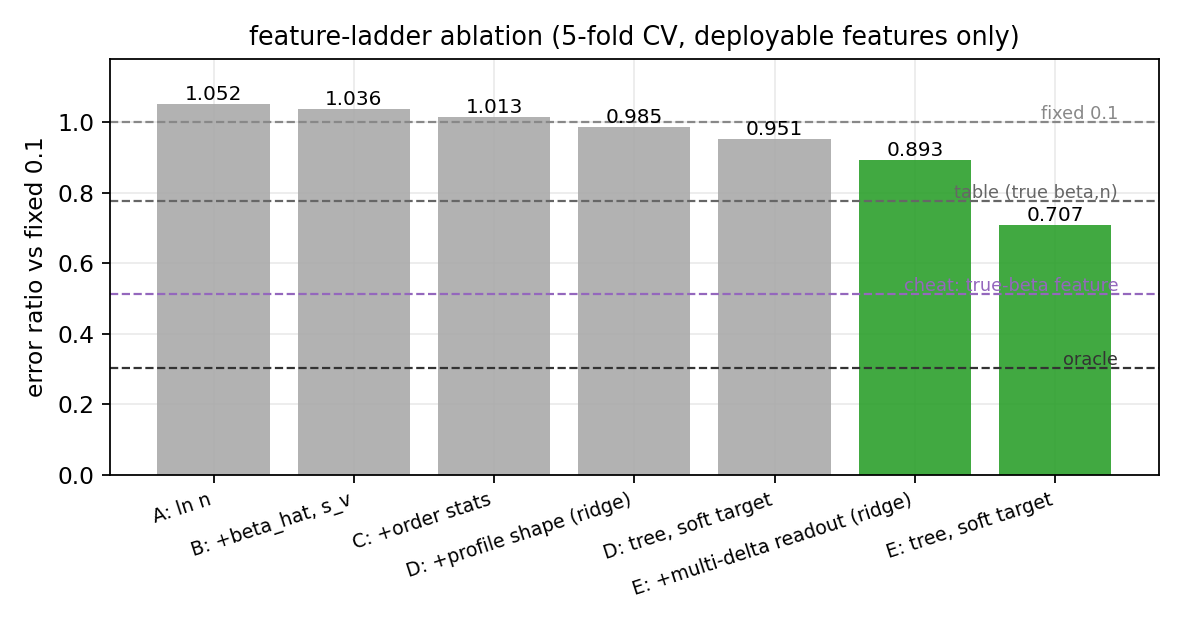 feature-ladder ablation (5-fold CV, deployable features only)
error ratio vs fixed 0.1
1.0
0.8
0.6
0.4
0.2
0.0
1.052
1.036
1.013
0.985
0.951
0.893
0.707
fixed 0.1
table (true beta,n)
cheat: true-beta feature
oracle
A: ln n
B: +beta_hat, s_v
C: +order stats
D: +profile shape (ridge)
D: tree, soft target
E: +multi-delta readout (ridge)
E: tree, soft target